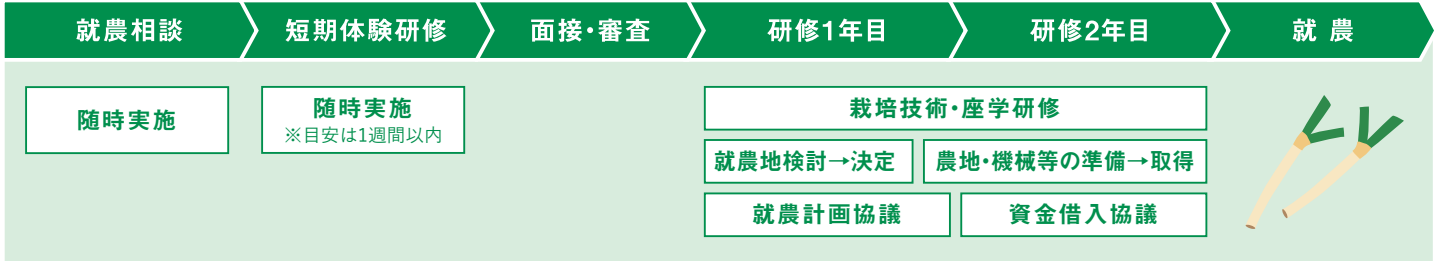 就農相談
短期体験研修
面接・審査
研修1年目
研修2年目
就 農
随時実施
随時実施
※目安は1週間以内
栽培技術・座学研修
就農地検討→決定
農地・機械等の準備→取得
就農計画協議
資金借入協議